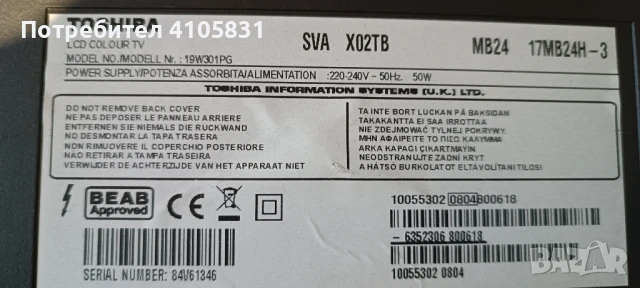 Потребител 4105851
TOSHIBA
LCD COLOUR TV
MODEL NO./MODELL Nr. : 19W301PG
SVA X02TB
MB24 17MB24H-3
POWER SUPPLY/POTENZA ASSORBITA/ALIMENTATION :220-240V ~ 50Hz. 50W
TOSHIBA INFORMATION SYSTEMS (U.K.) LTD.
DO NOT REMOVE BACK COVER
NE PAS DEPOSER LE PANNEAU ARRIERE
ENTFERNEN SIE NIEMALS DIE RUCKWAND
NO DESMONTAR LA TAPA TRASERA
NON RIMUOVERE IL COPERCHIO POSTERIORE
NAO RETIRAR A TAMPA TRASEIRA
VERWIJDER DE ACHTERZIJDE VAN HET APPARAAT NIET
TA INTE BORT LUCKAN PÅ BAKSIDAN
TAKAKANTTA EI SAA IRROTTAA
NIE ZDEJMOWAĆ TYLNEJ POKRYWY.
ΜΗΝ ΑΦΑΙΡΕΙΤΕ ΤΟ ΠΙΣΩ ΚΑΛΥΜΜΑ
ARKA KAPAGI ÇIKARTMAYIN
NEODSTRANUJTE ZADNÍ KRYT
A HÁTSÓ BURKOLATOT ELTÁVOLÍTANI TILOS!
BEAB
Approved
CE
SERIAL NUMBER: 84V61346
10055302 0804 800618
- 6352306 800618
10055302 0804
bazar